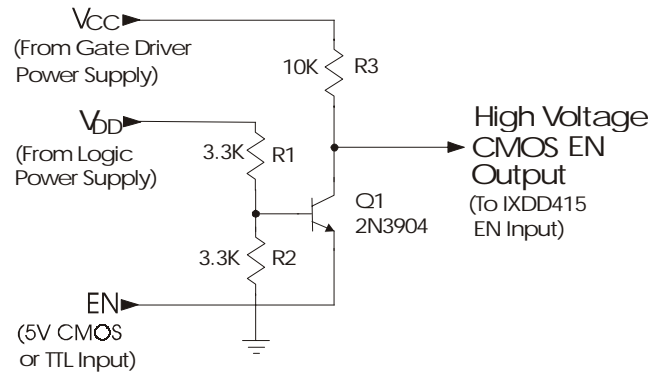 VCC
(From Gate Driver
Power Supply)
10K
R3
VDD
(From Logic
Power Supply)
3.3K
R1
High Voltage
CMOS EN
Output
(To IXDD415
EN Input)
Q1
2N3904
3.3K
R2
EN
(5V CMOS
or TTL Input)